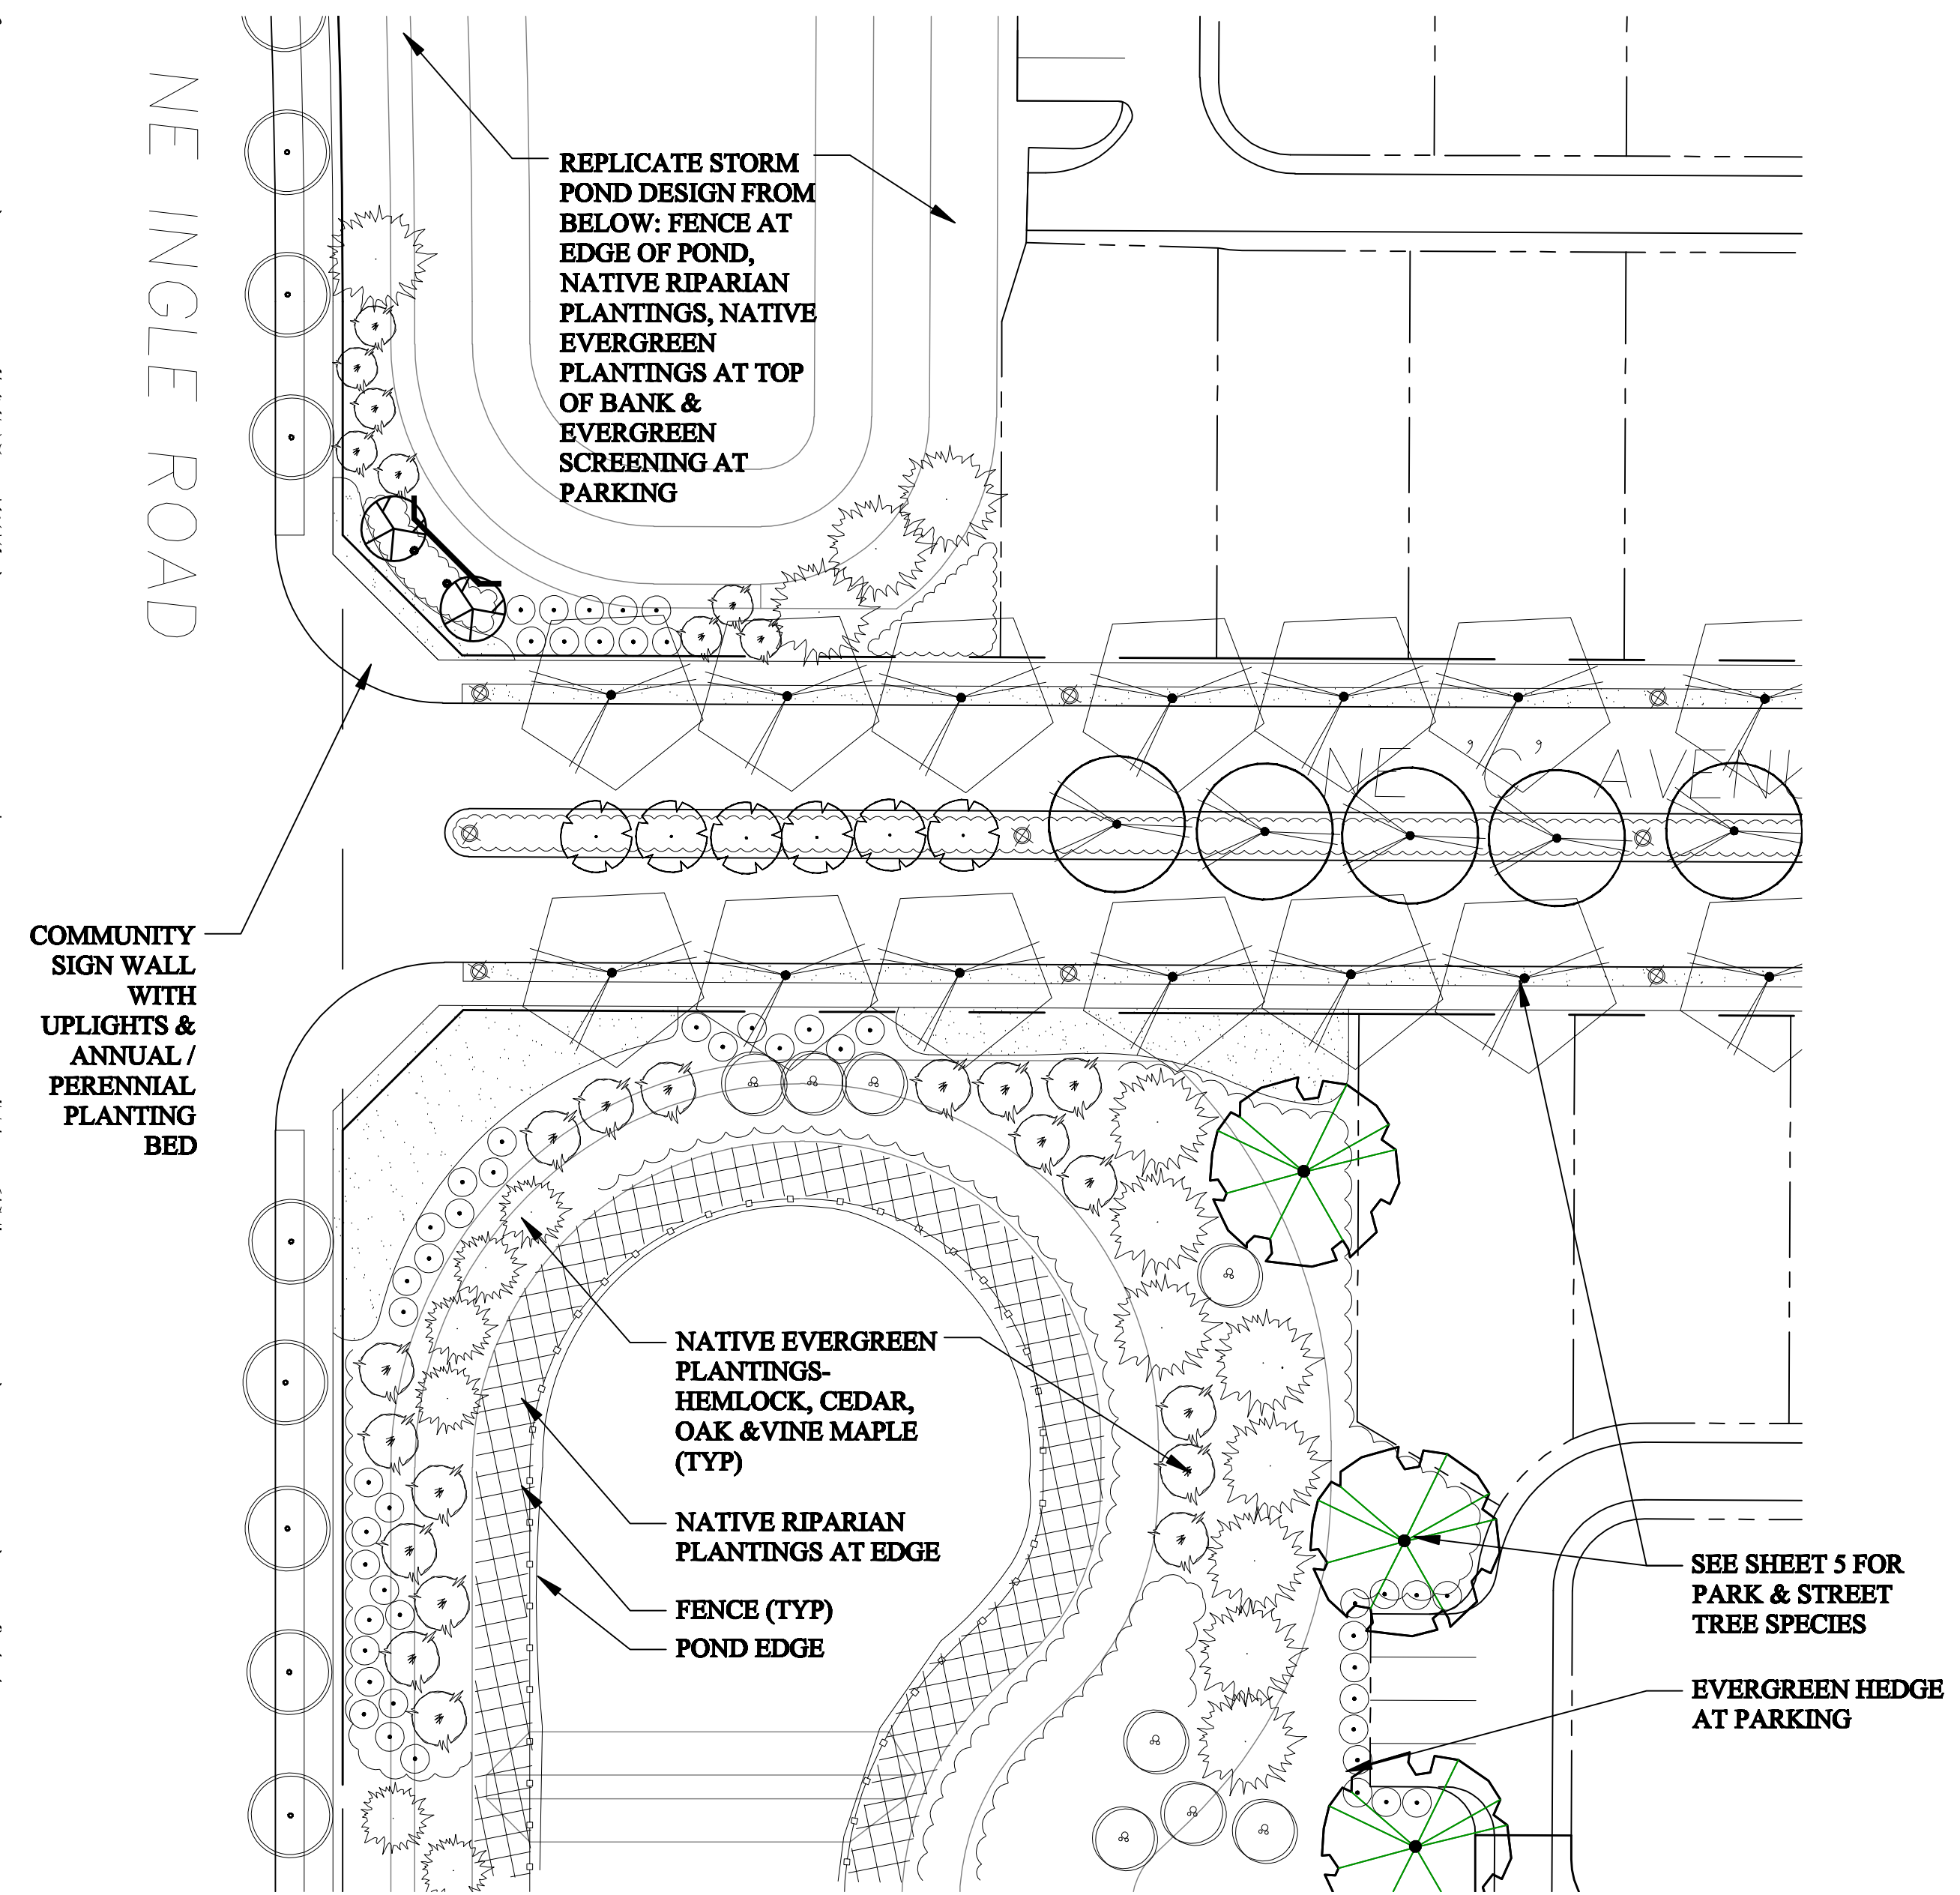 NE INGLE ROAD
REPLICATE STORM
POND DESIGN FROM
BELOW: FENCE AT
EDGE OF POND,
NATIVE RIPARIAN
PLANTINGS, NATIVE
EVERGREEN
PLANTINGS AT TOP
OF BANK &
EVERGREEN
SCREENING AT
PARKING
NE 'C' AVENU
COMMUNITY
SIGN WALL
WITH
UPLIGHTS &
ANNUAL /
PERENNIAL
PLANTING
BED
NATIVE EVERGREEN
PLANTINGS-
HEMLOCK, CEDAR,
OAK &VINE MAPLE
(TYP)
NATIVE RIPARIAN
PLANTINGS AT EDGE
FENCE (TYP)
POND EDGE
SEE SHEET 5 FOR
PARK & STREET
TREE SPECIES
EVERGREEN HEDGE
AT PARKING